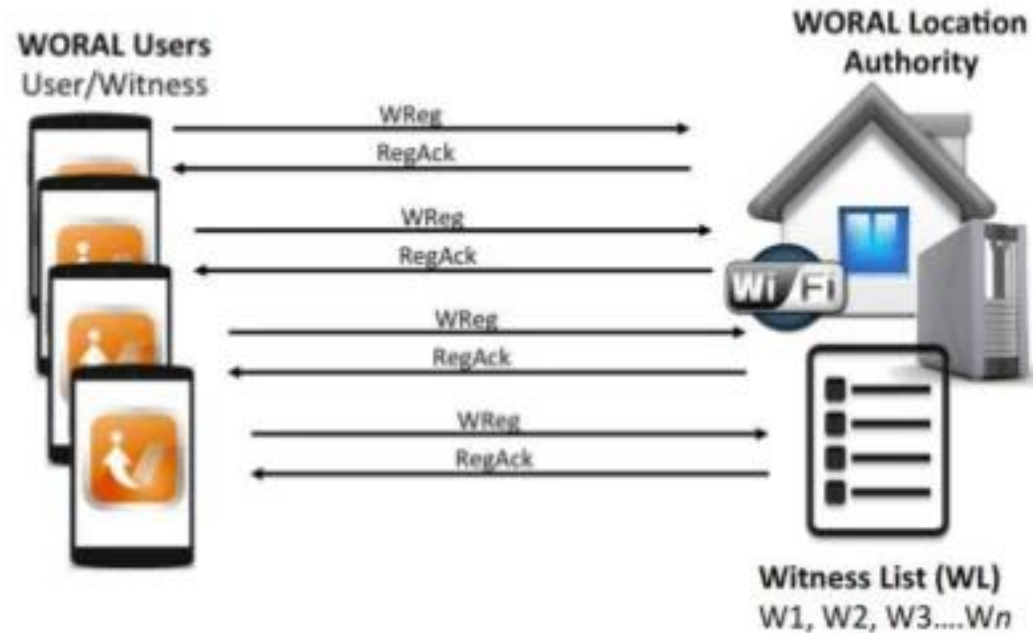 WORAL Users
User/Witness
WORAL Location
Authority
WReg
RegAck
WReg
RegAck
WReg
RegAck
WReg
RegAck
Wi Fi
Witness List (WL)
W1, W2, W3....Wn